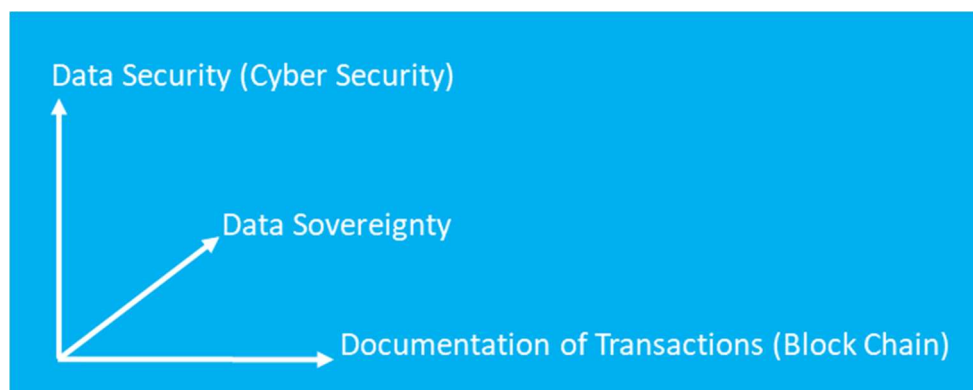 Data Security (Cyber Security)
Data Sovereignty
Documentation of Transactions (Block Chain)